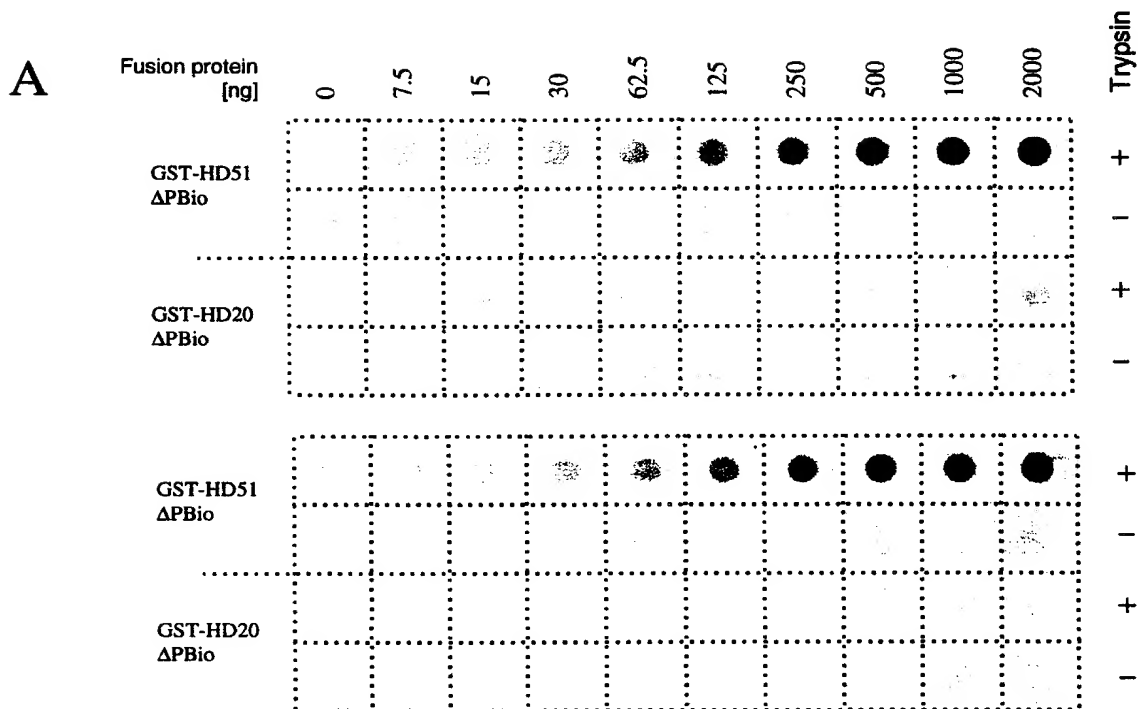 A
Fusion protein
[ng]
0 7.5 15 30 62.5 125 250 500 1000 2000
Trypsin
GST-HD51
ΔPBio
+
−
GST-HD20
ΔPBio
+
−
GST-HD51
ΔPBio
+
−
GST-HD20
ΔPBio
+
−